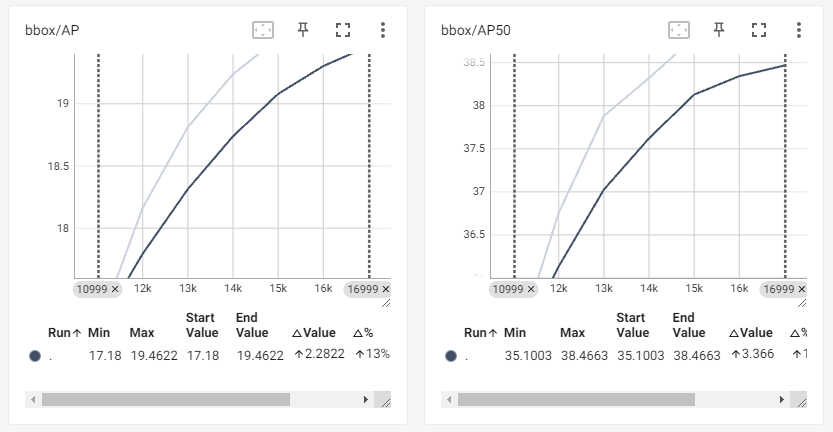 bbox/AP
19
18.5
18
10999 × 12k 13k 14k 15k 16k 16999 ×
Run↑ Min Max Start Value End Value △Value △%
. 17.18 19.4622 17.18 19.4622 ↑2.2822 ↑13%
bbox/AP50
38.5
38
37.5
37
36.5
10999 × 12k 13k 14k 15k 16k 16999 ×
Run↑ Min Max Start Value End Value △Value △%
. 35.1003 38.4663 35.1003 38.4663 ↑3.366 ↑1